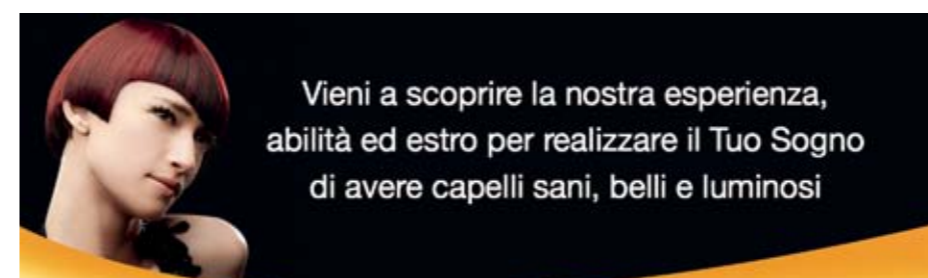 Vieni a scoprire la nostra esperienza,
abilità ed estro per realizzare il Tuo Sogno
di avere capelli sani, belli e luminosi